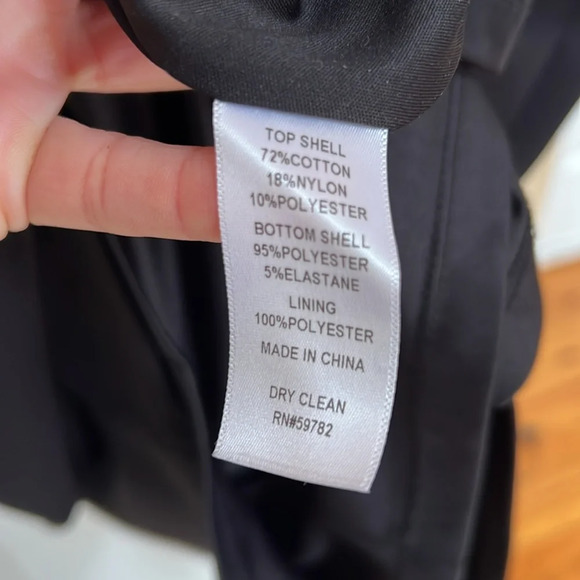 TOP SHELL
72%COTTON
18%NYLON
10%POLYESTER
BOTTOM SHELL
95%POLYESTER
5%ELASTANE
LINING
100%POLYESTER
MADE IN CHINA
DRY CLEAN
RN#59782